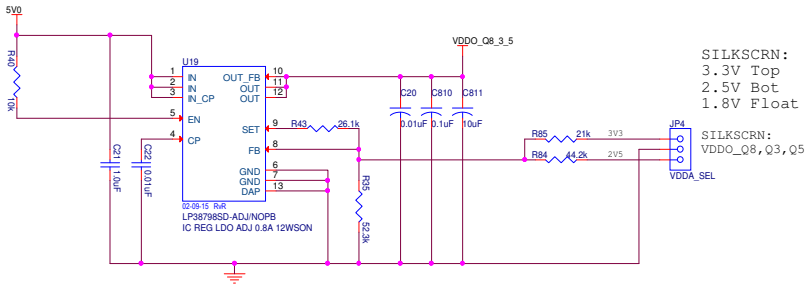 5V0
R40
10k
C21
1.0uF
C22
0.01uF
U19
1
IN
2
IN
3
IN_CP
5
EN
4
CP
OUT_FB
10
OUT
11
OUT
12
SET
9
FB
8
GND
6
GND
7
DAP
13
02-09-15 RvR
LP38798SD-ADJ/NOPB
IC REG LDO ADJ 0.8A 12WSON
R43
26.1k
R35
52.3k
VDDO_Q8_3_5
C20
0.01uF
C810
0.1uF
C811
10uF
R85
21k
3V3
R84
44.2k
2V5
JP4
VDDA_SEL
SILKSCRN:
3.3V Top
2.5V Bot
1.8V Float
SILKSCRN:
VDDO_Q8,Q3,Q5